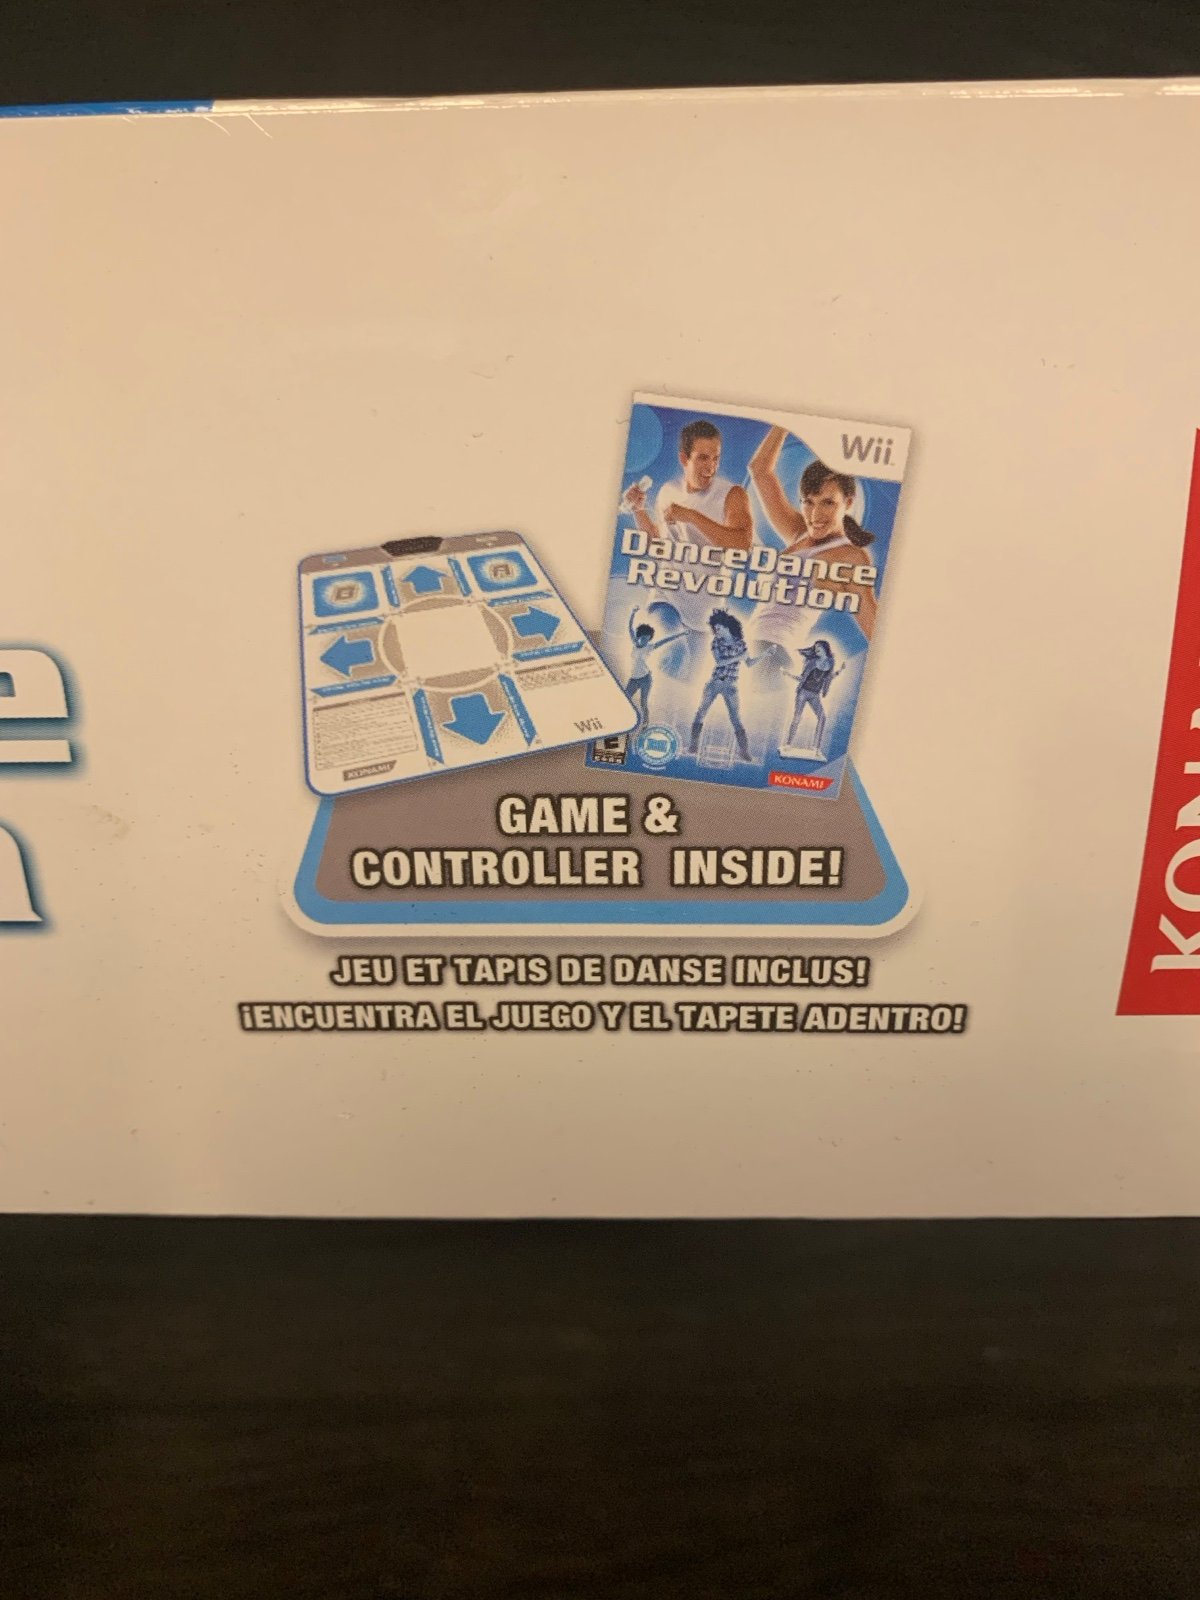 Wii
DanceDance
Revolution
B
A
Wii
KONAMI
E
KONAMI
GAME &
CONTROLLER INSIDE!
JEU ET TAPIS DE DANSE INCLUS!
¡ENCUENTRA EL JUEGO Y EL TAPETE ADENTRO!